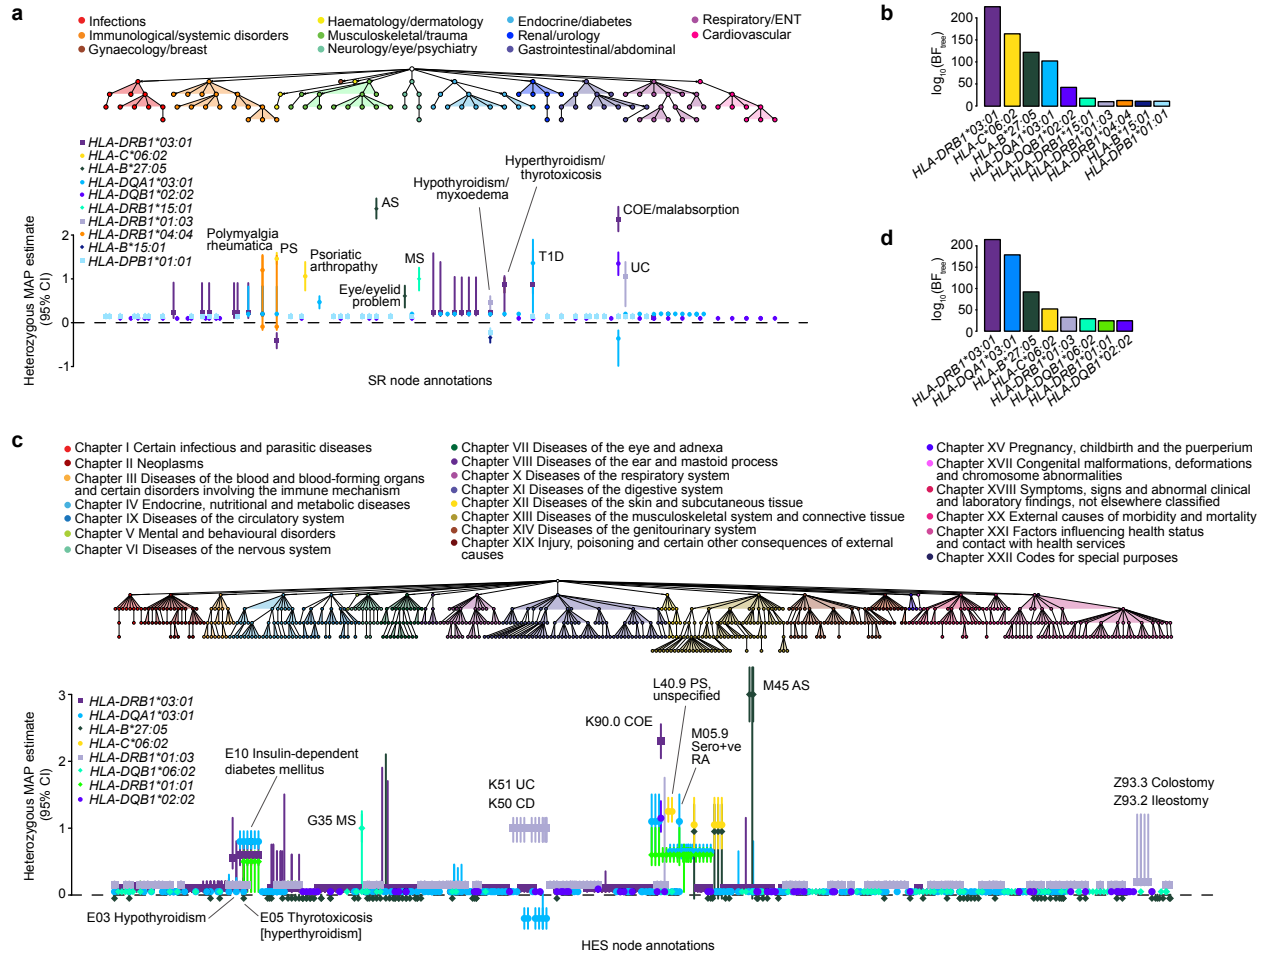 a
Infections
Immunological/systemic disorders
Gynaecology/breast
Haematology/dermatology
Musculoskeletal/trauma
Neurology/eye/psychiatry
Endocrine/diabetes
Renal/urology
Gastrointestinal/abdominal
Respiratory/ENT
Cardiovascular
HLA-DRB1*03:01
HLA-C*06:02
HLA-B*27:05
HLA-DQA1*03:01
HLA-DQB1*02:02
HLA-DRB1*15:01
HLA-DRB1*01:03
HLA-DRB1*04:04
HLA-B*15:01
HLA-DPB1*01:01
Heterozygous MAP estimate
(95% CI)
2
1
0
-1
Polymyalgia
rheumatica
PS
Psoriatic
arthropathy
Eye/eyelid
problem
AS
MS
Hypothyroidism/
myxoedema
Hyperthyroidism/
thyrotoxicosis
T1D
COE/malabsorption
UC
SR node annotations
b
log10(BFtree)
200
150
100
50
0
HLA-DRB1*03:01
HLA-C*06:02
HLA-B*27:05
HLA-DQA1*03:01
HLA-DQB1*02:02
HLA-DRB1*15:01
HLA-DRB1*01:03
HLA-DRB1*04:04
HLA-B*15:01
HLA-DPB1*01:01
d
log10(BFtree)
200
150
100
50
0
HLA-DRB1*03:01
HLA-DQA1*03:01
HLA-B*27:05
HLA-C*06:02
HLA-DRB1*01:03
HLA-DQB1*06:02
HLA-DRB1*01:01
HLA-DQB1*02:02
c
Chapter I Certain infectious and parasitic diseases
Chapter II Neoplasms
Chapter III Diseases of the blood and blood-forming organs
and certain disorders involving the immune mechanism
Chapter IV Endocrine, nutritional and metabolic diseases
Chapter IX Diseases of the circulatory system
Chapter V Mental and behavioural disorders
Chapter VI Diseases of the nervous system
Chapter VII Diseases of the eye and adnexa
Chapter VIII Diseases of the ear and mastoid process
Chapter X Diseases of the respiratory system
Chapter XI Diseases of the digestive system
Chapter XII Diseases of the skin and subcutaneous tissue
Chapter XIII Diseases of the musculoskeletal system and connective tissue
Chapter XIV Diseases of the genitourinary system
Chapter XIX Injury, poisoning and certain other consequences of external
causes
Chapter XV Pregnancy, childbirth and the puerperium
Chapter XVII Congenital malformations, deformations
and chromosome abnormalities
Chapter XVIII Symptoms, signs and abnormal clinical
and laboratory findings, not elsewhere classified
Chapter XX External causes of morbidity and mortality
Chapter XXI Factors influencing health status
and contact with health services
Chapter XXII Codes for special purposes
Heterozygous MAP estimate
(95% CI)
3
2
1
0
HLA-DRB1*03:01
HLA-DQA1*03:01
HLA-B*27:05
HLA-C*06:02
HLA-DRB1*01:03
HLA-DQB1*06:02
HLA-DRB1*01:01
HLA-DQB1*02:02
E10 Insulin-dependent
diabetes mellitus
G35 MS
K51 UC
K50 CD
K90.0 COE
L40.9 PS,
unspecified
M05.9
Sero+ve
RA
M45 AS
Z93.3 Colostomy
Z93.2 Ileostomy
E03 Hypothyroidism
E05 Thyrotoxicosis
[hyperthyroidism]
HES node annotations